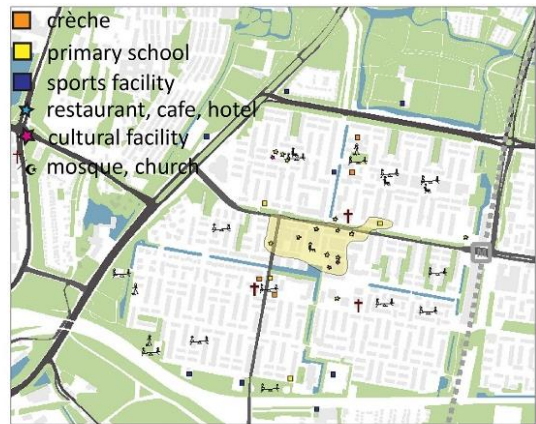 crèche
primary school
sports facility
restaurant, cafe, hotel
cultural facility
mosque, church